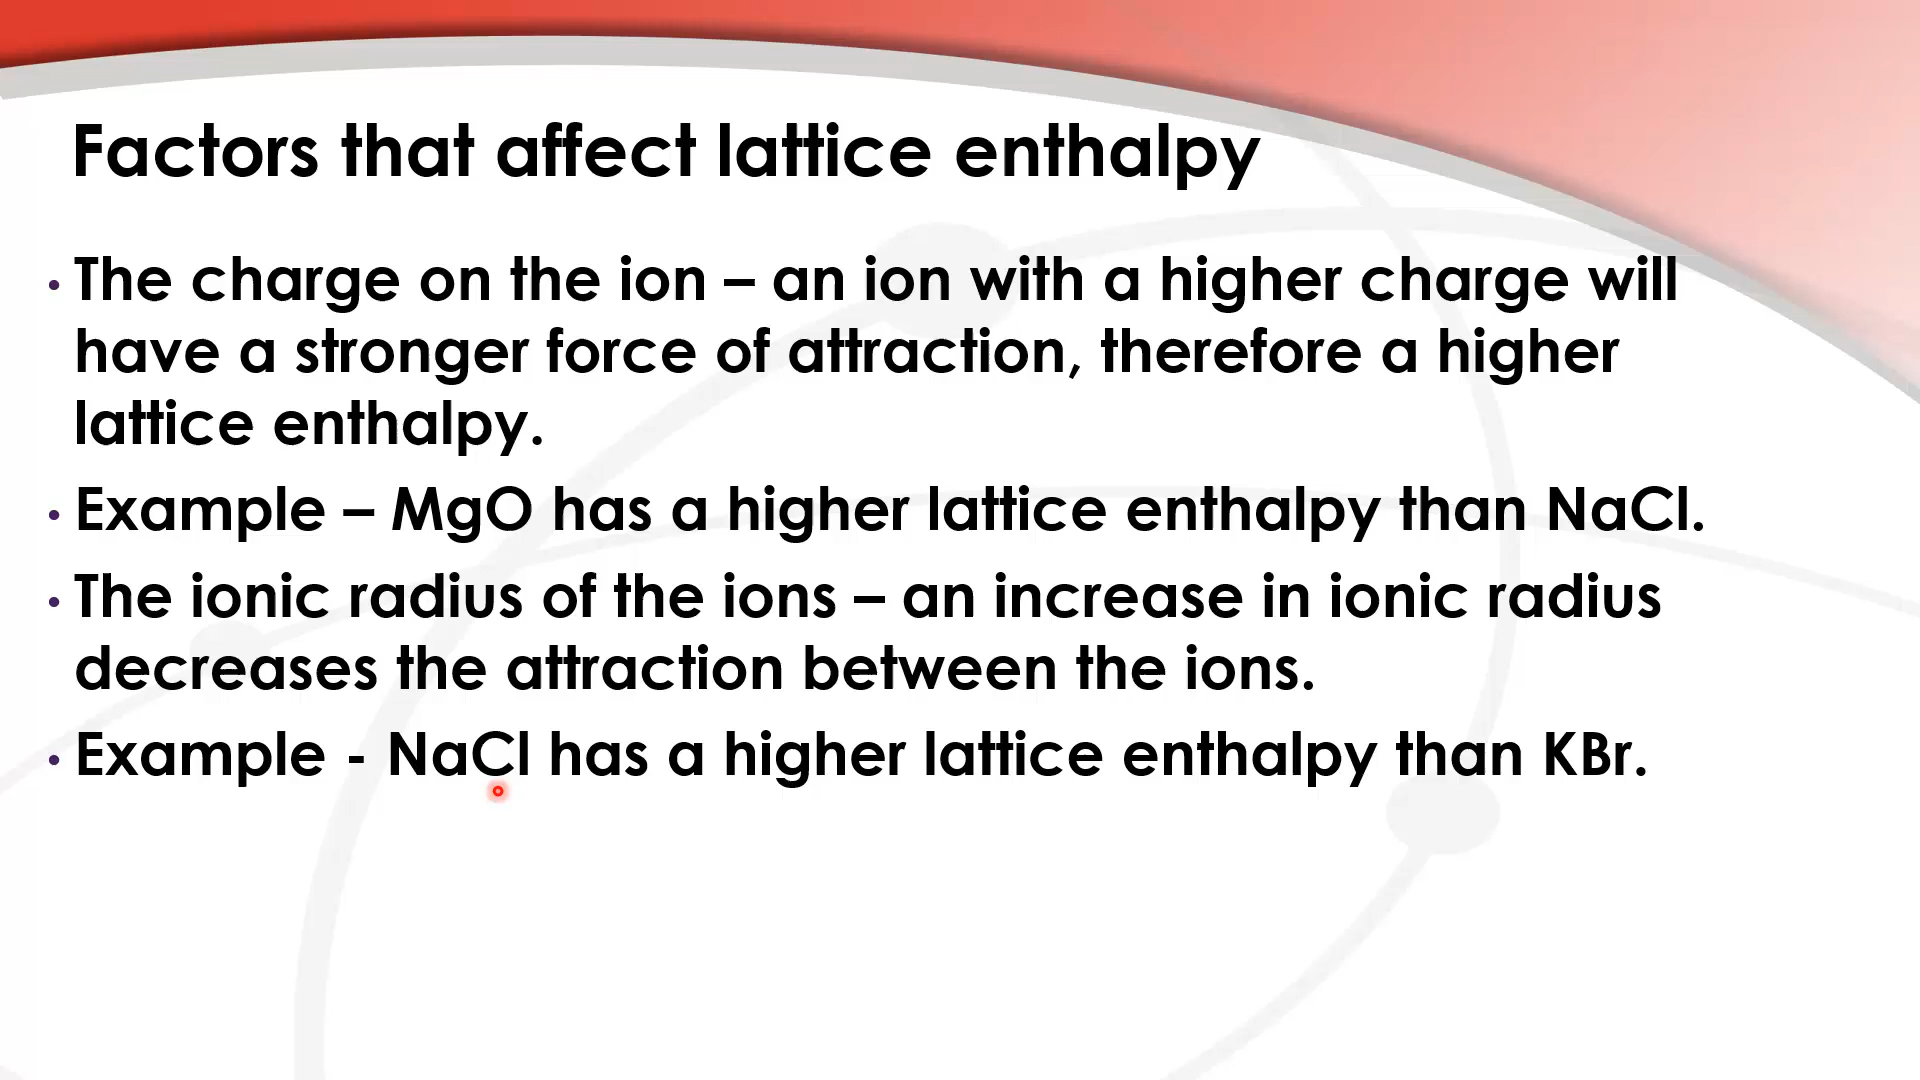 Factors that affect lattice enthalpy
• The charge on the ion – an ion with a higher charge will
have a stronger force of attraction, therefore a higher
lattice enthalpy.
• Example – MgO has a higher lattice enthalpy than NaCl.
• The ionic radius of the ions – an increase in ionic radius
decreases the attraction between the ions.
• Example - NaCl has a higher lattice enthalpy than KBr.